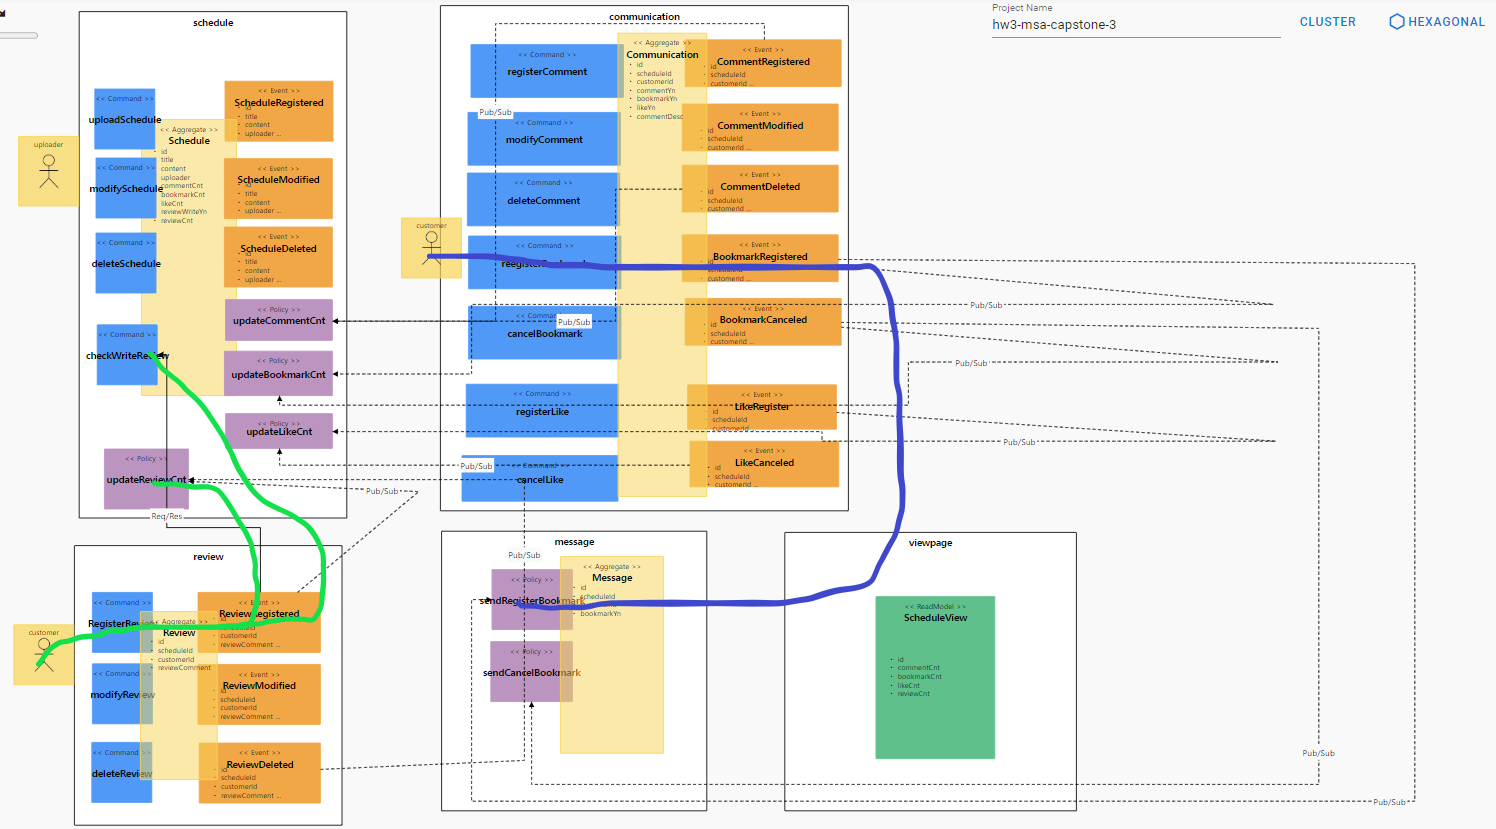 Project Name
hw3-msa-capstone-3
CLUSTER
HEXAGONAL
schedule
uploader
<< Command >>
uploadSchedule
<< Command >>
modifySchedule
<< Command >>
deleteSchedule
<< Command >>
checkWriteReview
<< Aggregate >>
Schedule
id
title
content
uploader
commentCnt
bookmarkCnt
likeCnt
reviewWriteYn
reviewCnt
<< Event >>
ScheduleRegistered
id
title
content
uploader ...
<< Event >>
ScheduleModified
id
title
content
uploader ...
<< Event >>
ScheduleDeleted
id
title
content
uploader ...
<< Policy >>
updateCommentCnt
<< Policy >>
updateBookmarkCnt
<< Policy >>
updateLikeCnt
<< Policy >>
updateReviewCnt
Req/Res
Pub/Sub
communication
customer
<< Command >>
registerComment
Pub/Sub
<< Command >>
modifyComment
<< Command >>
deleteComment
<< Command >>
Pub/Sub
cancelBookmark
<< Command >>
registerLike
Pub/Sub
<< Command >>
cancelLike
<< Aggregate >>
Communication
id
scheduleId
customerId
commentYn
bookmarkYn
likeYn
commentDesc
<< Event >>
CommentRegistered
id
scheduleId
customerId ...
<< Event >>
CommentModified
id
scheduleId
customerId ...
<< Event >>
CommentDeleted
id
scheduleId
customerId ...
<< Event >>
BookmarkRegistered
id
customerId ...
<< Event >>
BookmarkCanceled
id
scheduleId
customerId ...
<< Event >>
LikeRegister
id
scheduleId
customerId
<< Event >>
LikeCanceled
id
scheduleId
customerId ...
Pub/Sub
Pub/Sub
Pub/Sub
review
customer
<< Command >>
RegisterReview
<< Command >>
modifyReview
<< Command >>
deleteReview
<< Aggregate >>
Review
id
scheduleId
customerId
reviewComment
<< Event >>
ReviewRegistered
id
customerId
reviewComment ...
<< Event >>
ReviewModified
id
scheduleId
customerId
reviewComment ...
<< Event >>
ReviewDeleted
id
scheduleId
customerId
reviewComment ...
message
Pub/Sub
<< Policy >>
sendRegisterBookmark
<< Policy >>
sendCancelBookmark
<< Aggregate >>
Message
id
scheduleId
bookmarkYn
viewpage
<< ReadModel >>
ScheduleView
id
commentCnt
bookmarkCnt
likeCnt
reviewCnt
Pub/Sub
Pub/Sub